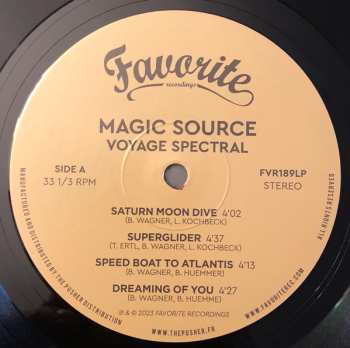 Favorite
recordings
MAGIC SOURCE
VOYAGE SPECTRAL
SIDE A
33 1/3 RPM
FVR189LP
STEREO
SATURN MOON DIVE 4'02
(B. WAGNER, L. KOCHBECK)
SUPERGLIDER 4'37
(T. ERTL, B. WAGNER, L. KOCHBECK)
SPEED BOAT TO ATLANTIS 4'13
(B. WAGNER, B. HUEMMER)
DREAMING OF YOU 4'27
(B. WAGNER, B. HUEMME)
℗ & © 2023 FAVORITE RECORDINGS
MANUFACTURED AND DISTRIBUTED BY THE PUSHER DISTRIBUTION
WWW.THEPUSHER.FR
WWW.FAVORITEREC.COM
ALL RIGHTS RESERVED